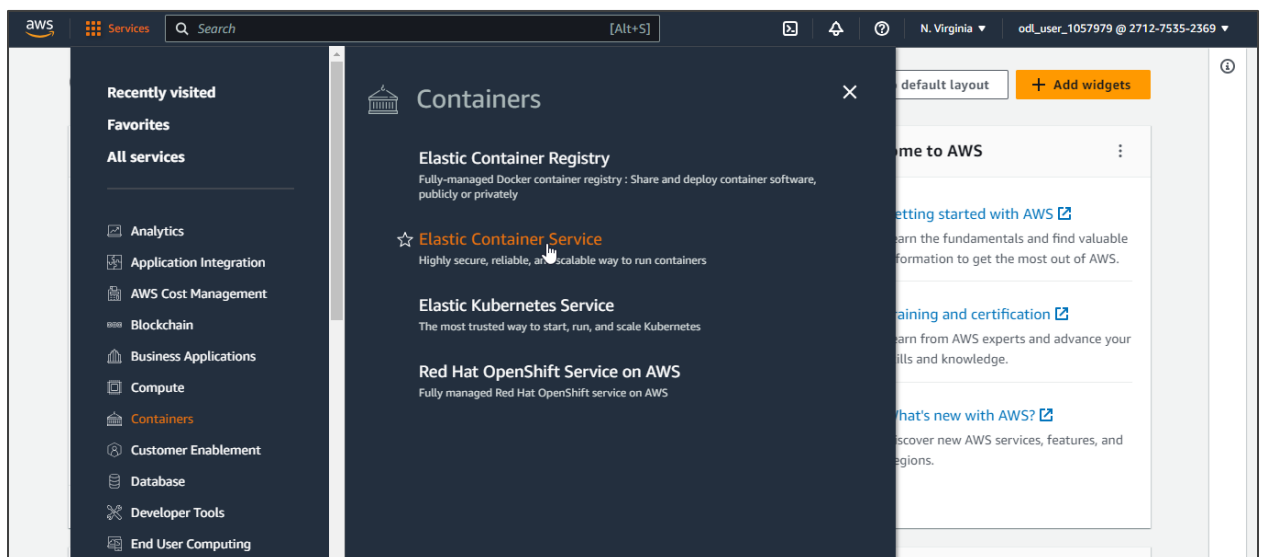 aws
Services
Search
[Alt+S]
N. Virginia
odl_user_1057979 @ 2712-7535-2369
Recently visited
Favorites
All services
Analytics
Application Integration
AWS Cost Management
Blockchain
Business Applications
Compute
Containers
Customer Enablement
Database
Developer Tools
End User Computing
Containers
Elastic Container Registry
Fully-managed Docker container registry : Share and deploy container software,
publicly or privately
Elastic Container Service
Highly secure, reliable, and scalable way to run containers
Elastic Kubernetes Service
The most trusted way to start, run, and scale Kubernetes
Red Hat OpenShift Service on AWS
Fully managed Red Hat OpenShift service on AWS
default layout
+ Add widgets
me to AWS
etting started with AWS
earn the fundamentals and find valuable
formation to get the most out of AWS.
raining and certification
earn from AWS experts and advance your
ills and knowledge.
hat's new with AWS?
iscover new AWS services, features, and
egions.